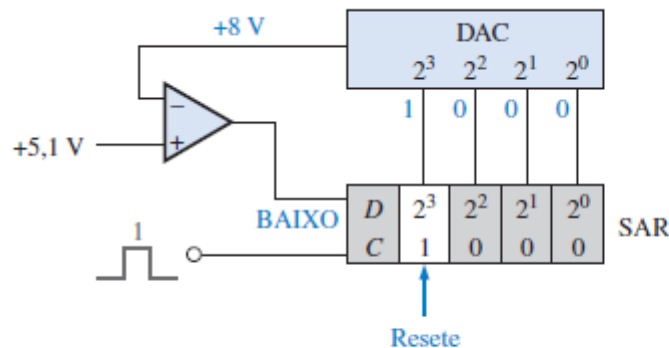 +8 V
DAC
2³ 2² 2¹ 2⁰
1 0 0 0
−
+
+5,1 V
BAIXO
D 2³ 2² 2¹ 2⁰
C 1 0 0 0
SAR
1
Resete